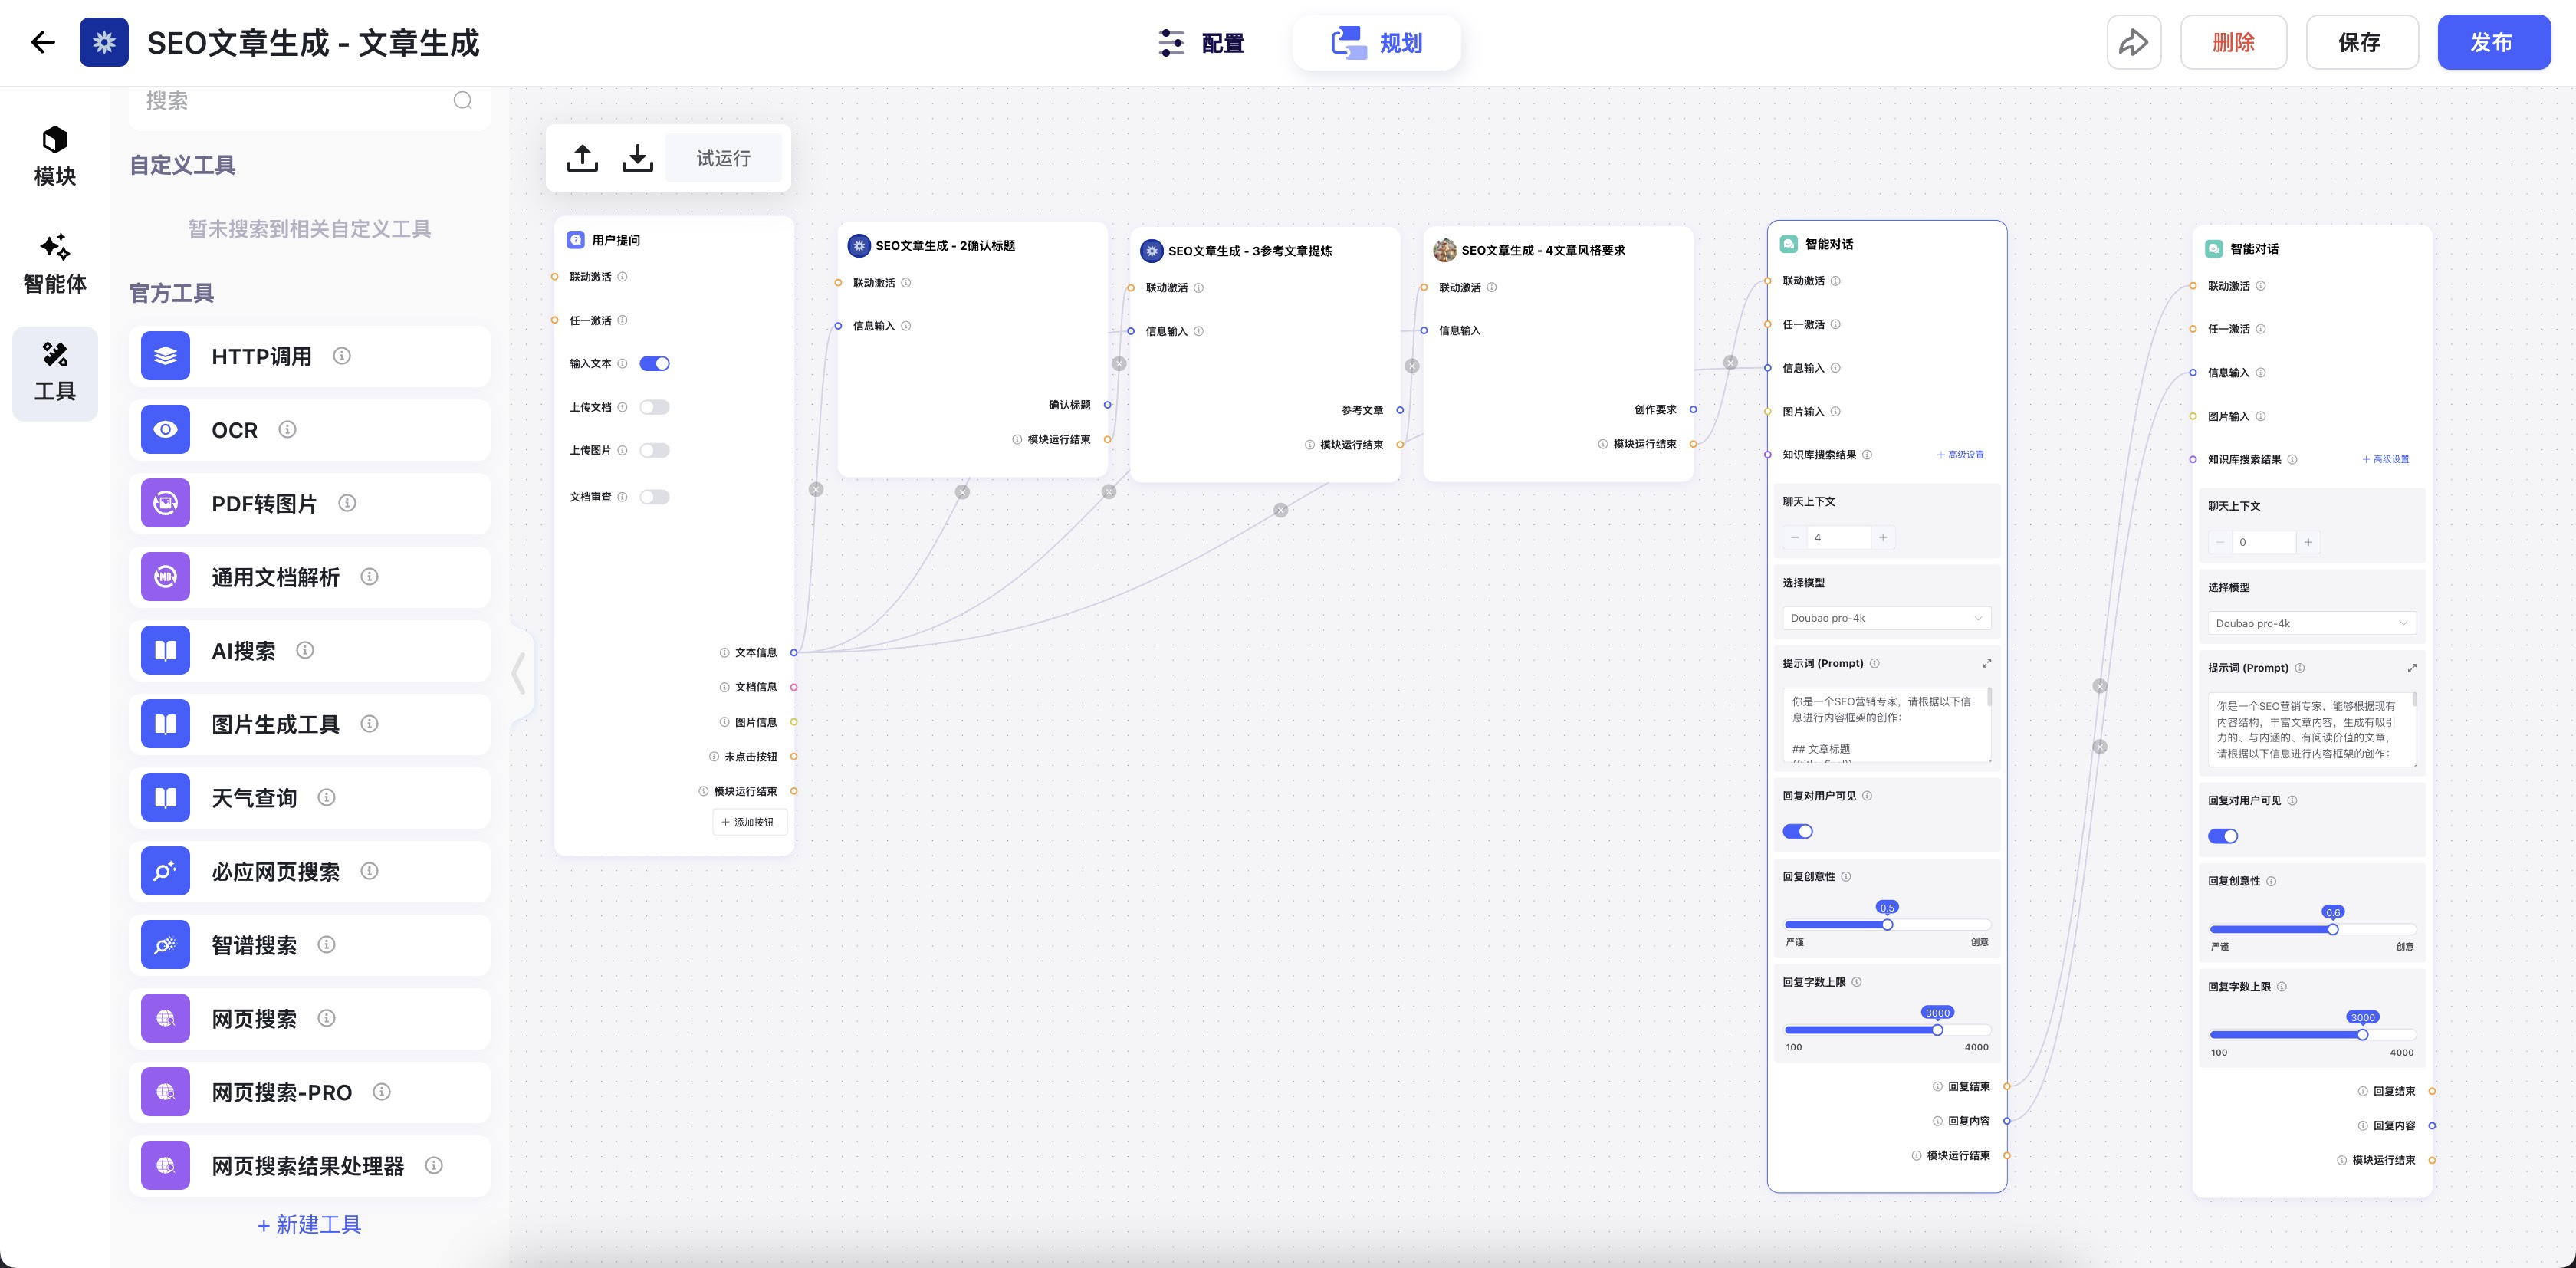 SEO文章生成 - 文章生成
配置
规划
删除
保存
发布
模块
智能体
工具
搜索
自定义工具
暂未搜索到相关自定义工具
官方工具
HTTP调用
OCR
PDF转图片
通用文档解析
AI搜索
图片生成工具
天气查询
必应网页搜索
智谱搜索
网页搜索
网页搜索-PRO
网页搜索结果处理器
+ 新建工具
试运行
用户提问
联动激活
任一激活
输入文本
上传文档
上传图片
文档审查
文本信息
文档信息
图片信息
未点击按钮
模块运行结束
+ 添加按钮
SEO文章生成 - 2确认标题
联动激活
信息输入
确认标题
模块运行结束
SEO文章生成 - 3参考文章提炼
联动激活
信息输入
参考文章
模块运行结束
SEO文章生成 - 4文章风格要求
联动激活
信息输入
创作要求
模块运行结束
智能对话
联动激活
任一激活
信息输入
图片输入
知识库搜索结果
+ 高级设置
聊天上下文
− 4 +
选择模型
Doubao pro-4k
提示词 (Prompt)
你是一个SEO营销专家，请根据以下信
息进行内容框架的创作：
## 文章标题
回复对用户可见
回复创意性
0.5
严谨 创意
回复字数上限
3000
100 4000
回复结束
回复内容
模块运行结束
智能对话
联动激活
任一激活
信息输入
图片输入
知识库搜索结果
+ 高级设置
聊天上下文
− 0 +
选择模型
Doubao pro-4k
提示词 (Prompt)
你是一个SEO营销专家，能够根据现有
内容结构，丰富文章内容，生成有吸引
力的、与内涵的、有阅读价值的文章，
请根据以下信息进行内容框架的创作：
回复对用户可见
回复创意性
0.6
严谨 创意
回复字数上限
3000
100 4000
回复结束
回复内容
模块运行结束